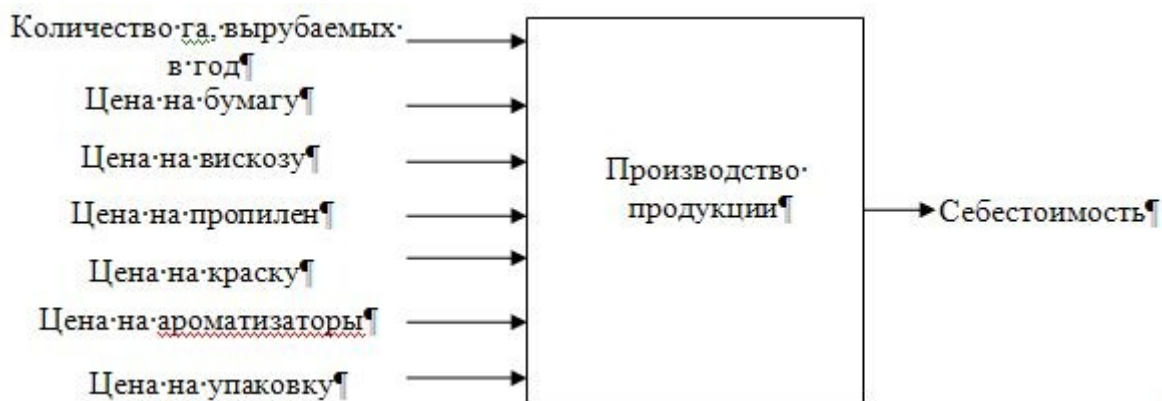 Количество·га,·вырубаемых·
в·год¶
Цена·на·бумагу¶
Цена·на·вискозу¶
Цена·на·пропилен¶
Цена·на·краску¶
Цена·на·ароматизаторы¶
Цена·на·упаковку¶
Производство·
продукции¶
Себестоимость¶